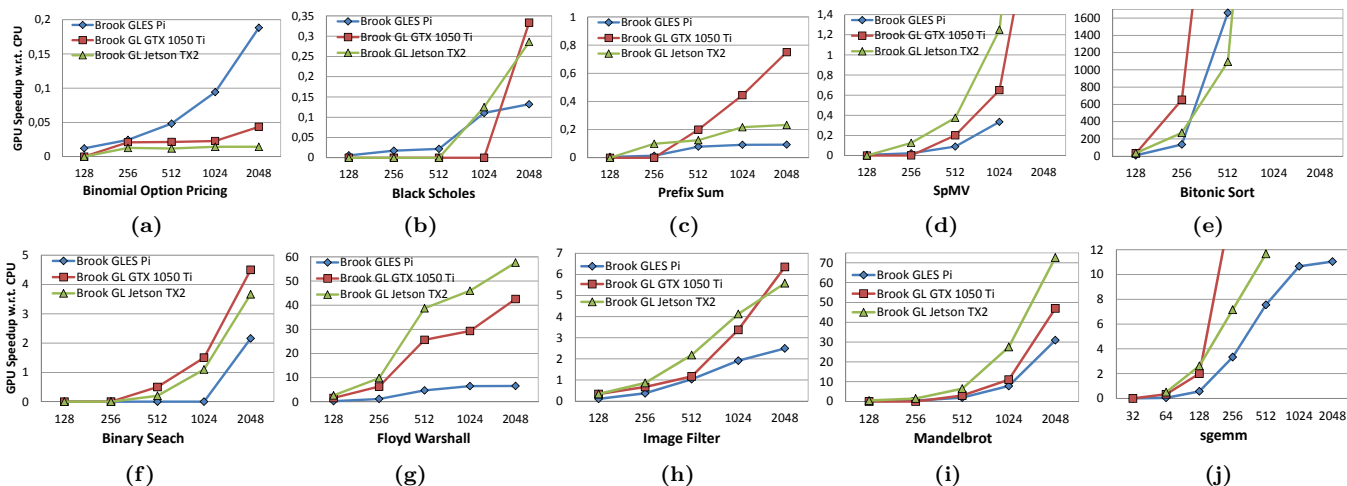 GPU Speedup w.r.t. CPU
0,2
0,15
0,1
0,05
0
Brook GLES Pi
Brook GL GTX 1050 Ti
Brook GL Jetson TX2
128 256 512 1024 2048
Binomial Option Pricing
(a)
0,35
0,3
0,25
0,2
0,15
0,1
0,05
0
Brook GLES Pi
Brook GL GTX 1050 Ti
Brook GL Jetson TX2
128 256 512 1024 2048
Black Scholes
(b)
1
0,8
0,6
0,4
0,2
0
Brook GLES Pi
Brook GL GTX 1050 Ti
Brook GL Jetson TX2
128 256 512 1024 2048
Prefix Sum
(c)
1,4
1,2
1
0,8
0,6
0,4
0,2
0
Brook GLES Pi
Brook GL GTX 1050 Ti
Brook GL Jetson TX2
128 256 512 1024 2048
SpMV
(d)
1600
1400
1200
1000
800
600
400
200
0
Brook GLES Pi
Brook GL GTX 1050 Ti
Brook GL Jetson TX2
128 256 512 1024 2048
Bitonic Sort
(e)
GPU Speedup w.r.t. CPU
5
4
3
2
1
0
Brook GLES Pi
Brook GL GTX 1050 Ti
Brook GL Jetson TX2
128 256 512 1024 2048
Binary Seach
(f)
60
50
40
30
20
10
0
Brook GLES Pi
Brook GL GTX 1050 Ti
Brook GL Jetson TX2
128 256 512 1024 2048
Floyd Warshall
(g)
7
6
5
4
3
2
1
0
Brook GLES Pi
Brook GL GTX 1050 Ti
Brook GL Jetson TX2
128 256 512 1024 2048
Image Filter
(h)
70
60
50
40
30
20
10
0
Brook GLES Pi
Brook GL GTX 1050 Ti
Brook GL Jetson TX2
128 256 512 1024 2048
Mandelbrot
(i)
12
10
8
6
4
2
0
Brook GLES Pi
Brook GL GTX 1050 Ti
Brook GL Jetson TX2
32 64 128 256 512 1024 2048
sgemm
(j)